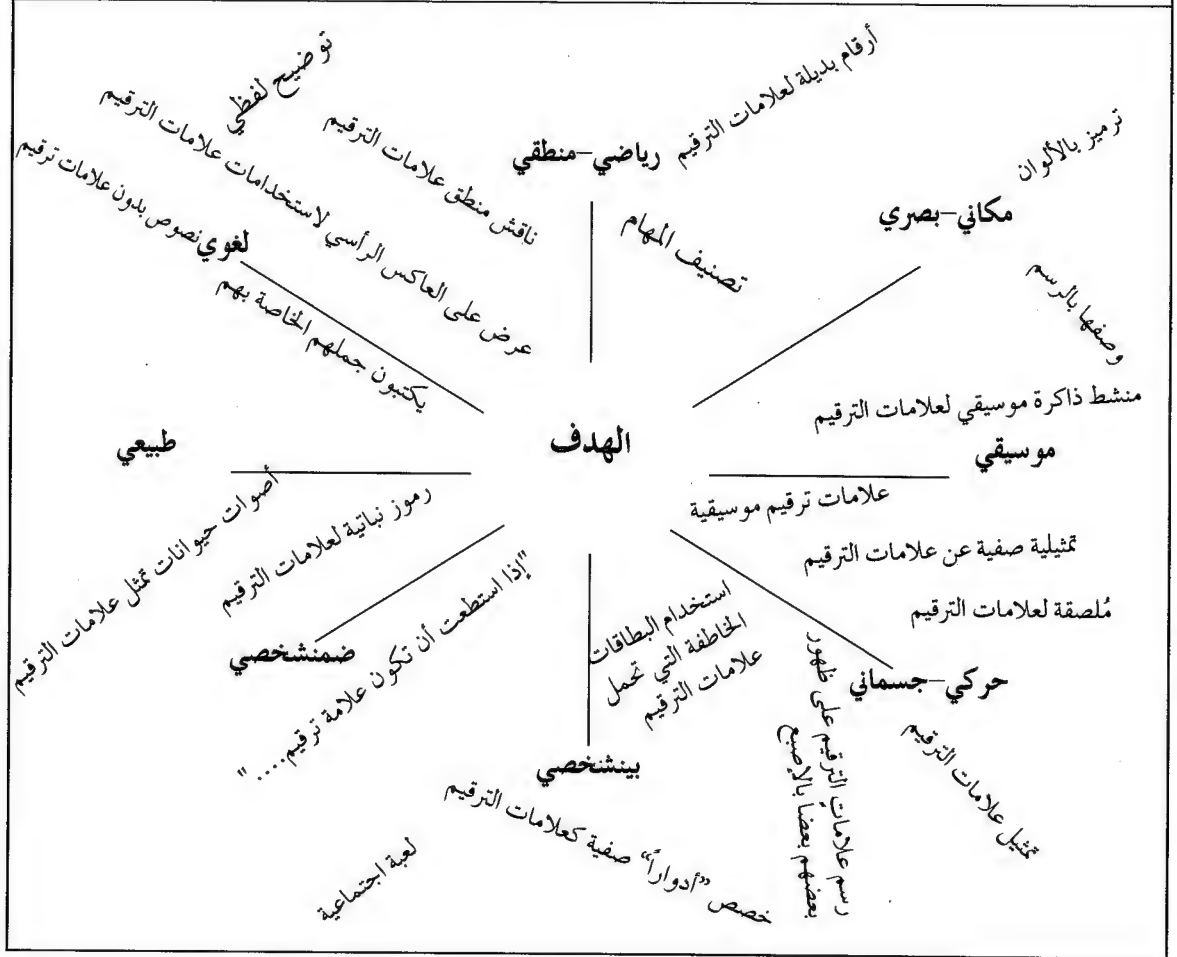 توضيح لفظي
أرقام بديلة لعلامات الترقيم
ترميز بالألوان
ناقش منطق علامات الترقيم
رياضي-منطقي
عرض على العاكس الرأسي لاستخدامات علامات الترقيم
مكاني-بصري
نصوص بدون علامات ترقيم
لغوي
تصنيف المهام
وصفها بالرسم
يكتبون جملهم الخاصة بهم
منشط ذاكرة موسيقي لعلامات الترقيم
الهدف
موسيقي
طبيعي
علامات ترقيم موسيقية
أصوات حيوانات تمثل علامات الترقيم
رموز نباتية لعلامات الترقيم
تمثيلية صفية عن علامات الترقيم
مُلصقة لعلامات الترقيم
"إذا استطعت أن تكون علامة ترقيم.... "
استخدام البطاقات
الخاطفة التي تحمل
علامات الترقيم
ضمنشخصي
حركي-جسماني
رسم علامات الترقيم على ظهور
بعضهم بعضاً بالإصبع
تمثيل علامات الترقيم
بينشخصي
خصص "أدواراً" صفية كعلامات الترقيم
لعبة اجتماعية